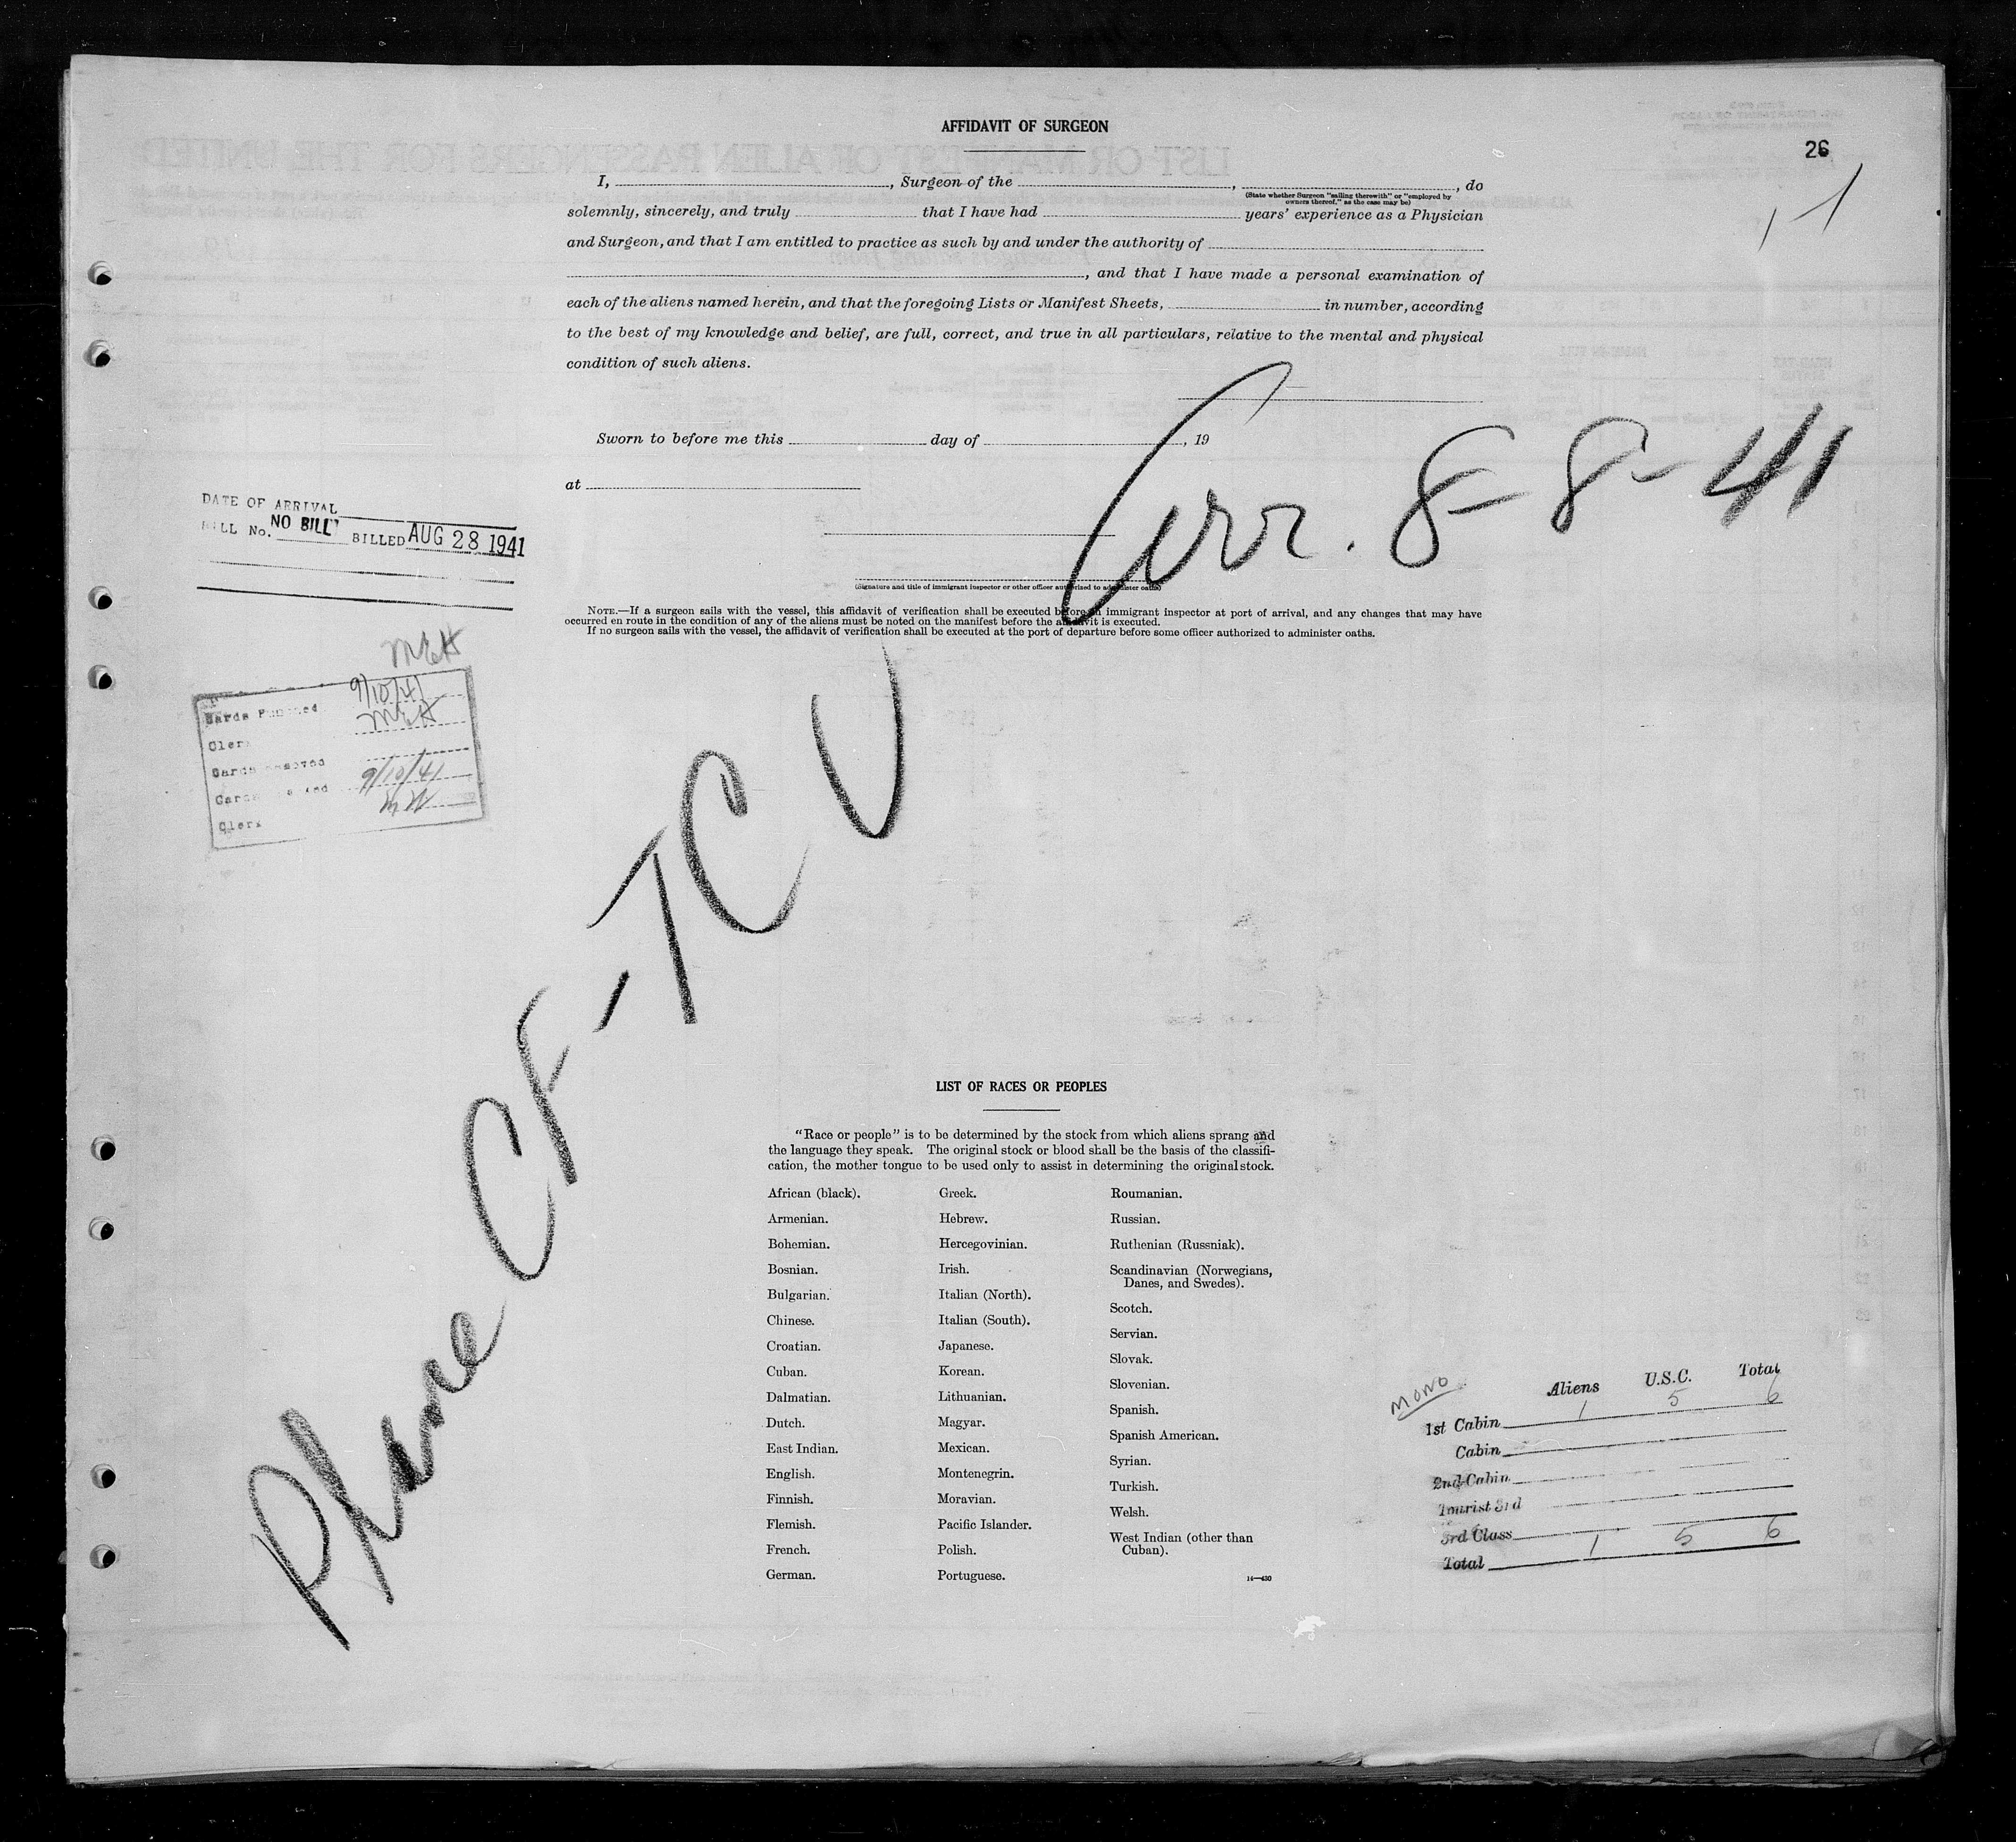 AFFIDAVIT OF SURGEON
26
1 1
I, , Surgeon of the , , do
(State whether Surgeon "sailing therewith" or "employed by
owners thereof," as the case may be)
solemnly, sincerely, and truly that I have had years' experience as a Physician
and Surgeon, and that I am entitled to practice as such by and under the authority of
, and that I have made a personal examination of
each of the aliens named herein, and that the foregoing Lists or Manifest Sheets, in number, according
to the best of my knowledge and belief, are full, correct, and true in all particulars, relative to the mental and physical
condition of such aliens.
Sworn to before me this day of , 19
at
Arr. 8-8-41
DATE OF ARRIVAL
BILL No. NO BILL BILLED AUG 28 1941
(Signature and title of immigrant inspector or other officer authorized to administer oaths)
NOTE.—If a surgeon sails with the vessel, this affidavit of verification shall be executed before an immigrant inspector at port of arrival, and any changes that may have
occurred en route in the condition of any of the aliens must be noted on the manifest before the affidavit is executed.
If no surgeon sails with the vessel, the affidavit of verification shall be executed at the port of departure before some officer authorized to administer oaths.
MEH
Cards Punched 9/10/41
Clerk MEH
Cards
Cards 9/10/41
Clerk
Plane CF-TCU
LIST OF RACES OR PEOPLES
"Race or people" is to be determined by the stock from which aliens sprang and
the language they speak. The original stock or blood shall be the basis of the classifi-
cation, the mother tongue to be used only to assist in determining the original stock.
African (black).
Armenian.
Bohemian.
Bosnian.
Bulgarian.
Chinese.
Croatian.
Cuban.
Dalmatian.
Dutch.
East Indian.
English.
Finnish.
Flemish.
French.
German.
Greek.
Hebrew.
Hercegovinian.
Irish.
Italian (North).
Italian (South).
Japanese.
Korean.
Lithuanian.
Magyar.
Mexican.
Montenegrin.
Moravian.
Pacific Islander.
Polish.
Portuguese.
Roumanian.
Russian.
Ruthenian (Russniak).
Scandinavian (Norwegians,
Danes, and Swedes).
Scotch.
Servian.
Slovak.
Slovenian.
Spanish.
Spanish American.
Syrian.
Turkish.
Welsh.
West Indian (other than
Cuban).
14—430
MONO
Aliens U.S.C. Total
1st Cabin 1 5 6
Cabin
2nd Cabin
Tourist 3rd
3rd Class
Total 1 5 6